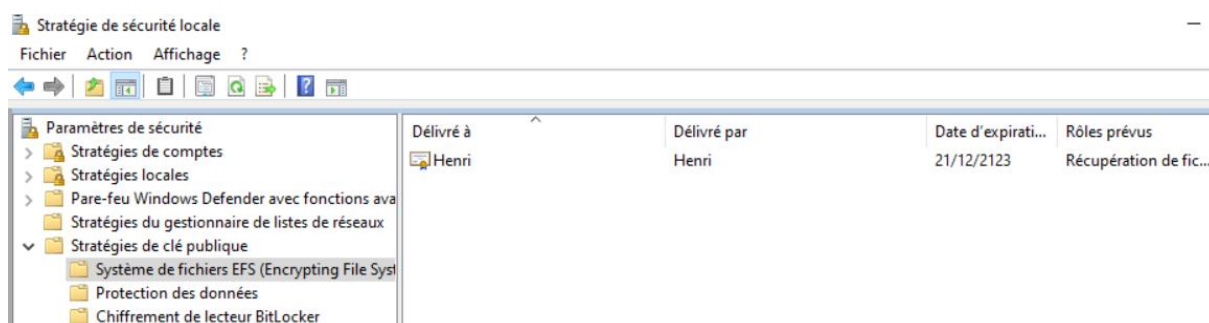 Stratégie de sécurité locale
Fichier Action Affichage ?
Paramètres de sécurité
Stratégies de comptes
Stratégies locales
Pare-feu Windows Defender avec fonctions ava
Stratégies du gestionnaire de listes de réseaux
Stratégies de clé publique
Système de fichiers EFS (Encrypting File Syst
Protection des données
Chiffrement de lecteur BitLocker
Délivré à Délivré par Date d'expirati... Rôles prévus
Henri Henri 21/12/2123 Récupération de fic...